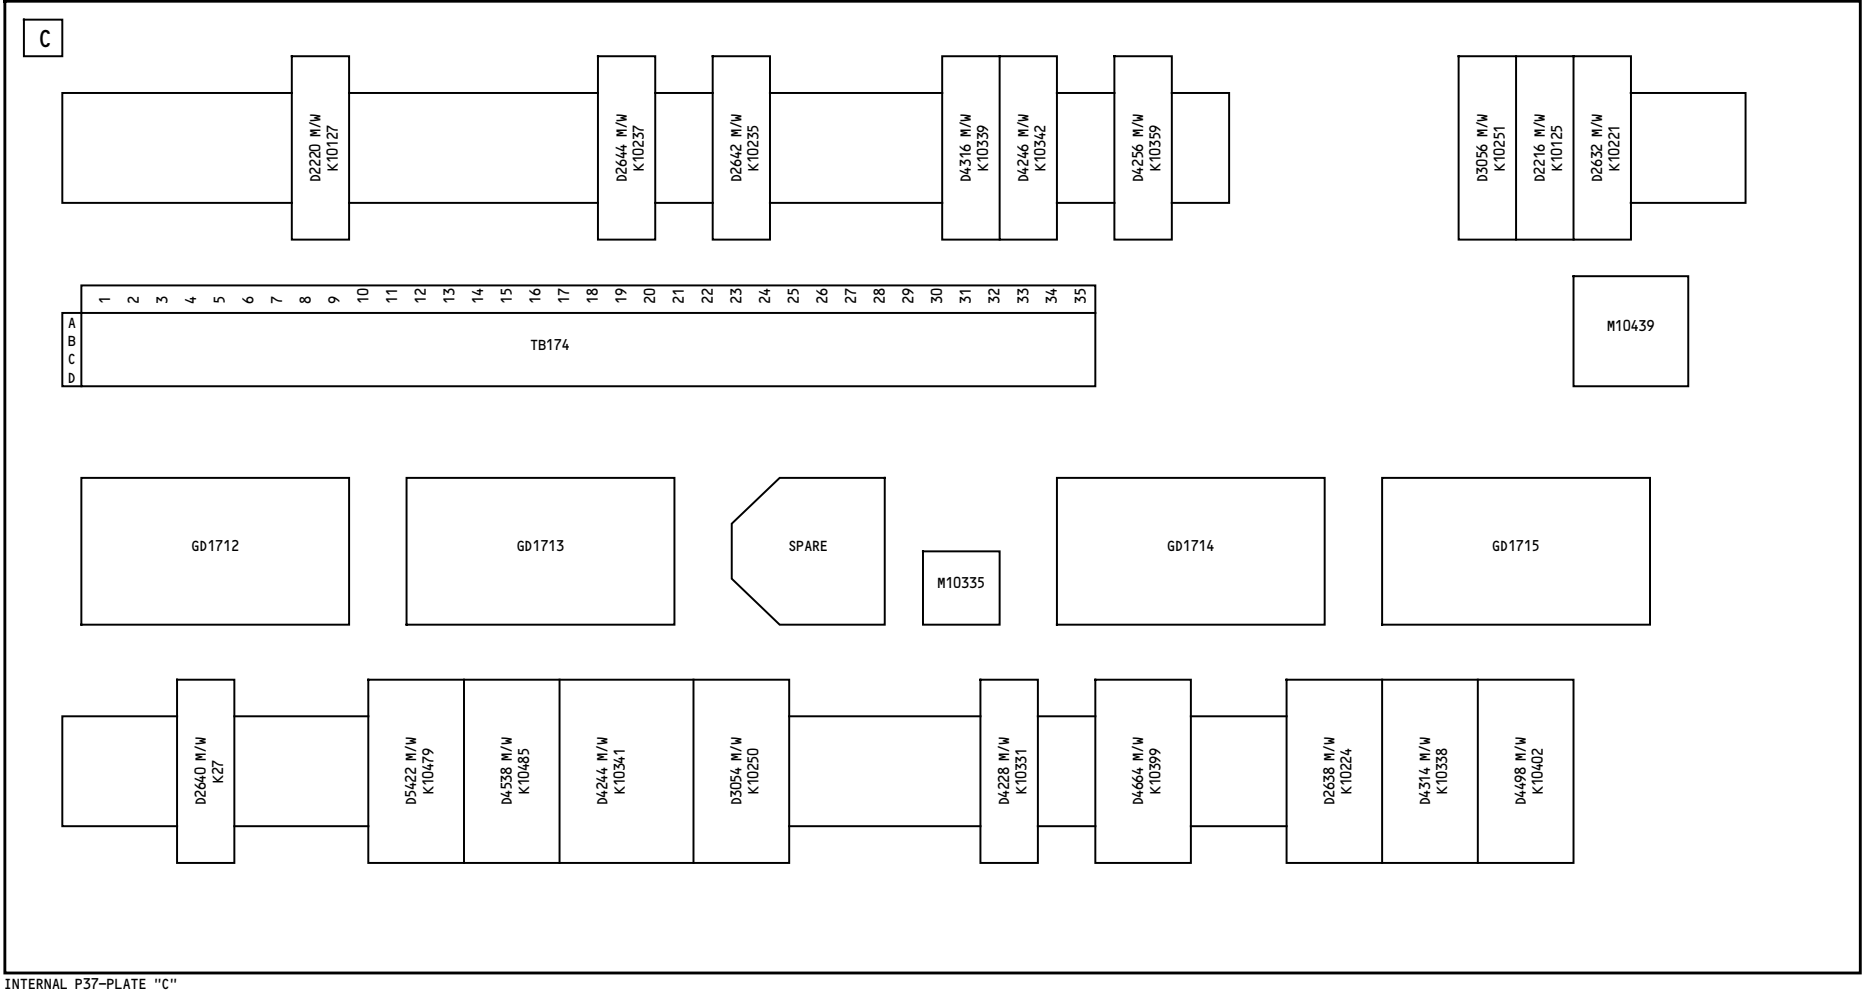 C
D2220 M/W
K10127
D2644 M/W
K10237
D2642 M/W
K10235
D4316 M/W
K10339
D4246 M/W
K10342
D4256 M/W
K10359
D3056 M/W
K10251
D2216 M/W
K10125
D2632 M/W
K10221
1 2 3 4 5 6 7 8 9 10 11 12 13 14 15 16 17 18 19 20 21 22 23 24 25 26 27 28 29 30 31 32 33 34 35
A
B
C
D
TB174
M10439
GD1712
GD1713
SPARE
M10335
GD1714
GD1715
D2640 M/W
K27
D5422 M/W
K10479
D4538 M/W
K10485
D4244 M/W
K10341
D3054 M/W
K10250
D4228 M/W
K10331
D4664 M/W
K10399
D2638 M/W
K10224
D4314 M/W
K10338
D4498 M/W
K10402
INTERNAL P37-PLATE "C"